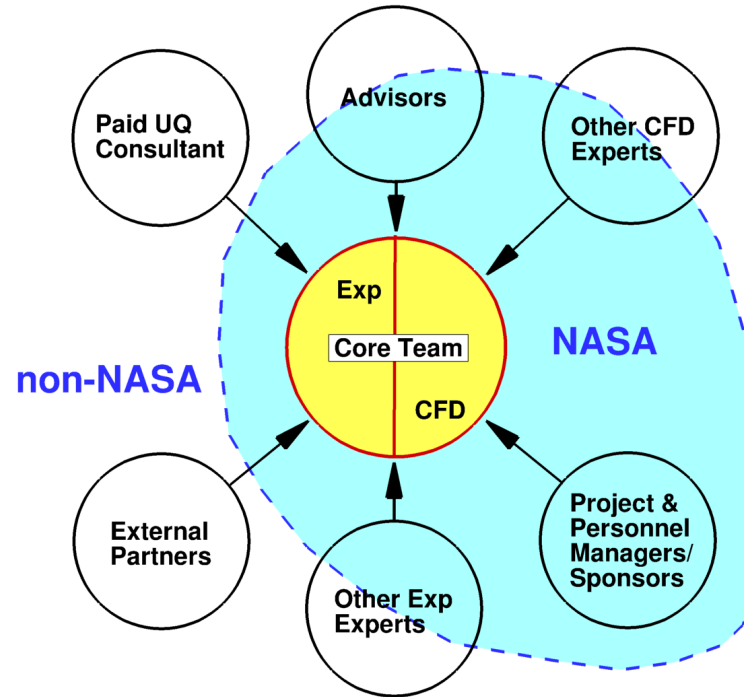 Advisors
Paid UQ
Consultant
Other CFD
Experts
Exp
Core Team
CFD
NASA
non-NASA
External
Partners
Other Exp
Experts
Project &
Personnel
Managers/
Sponsors